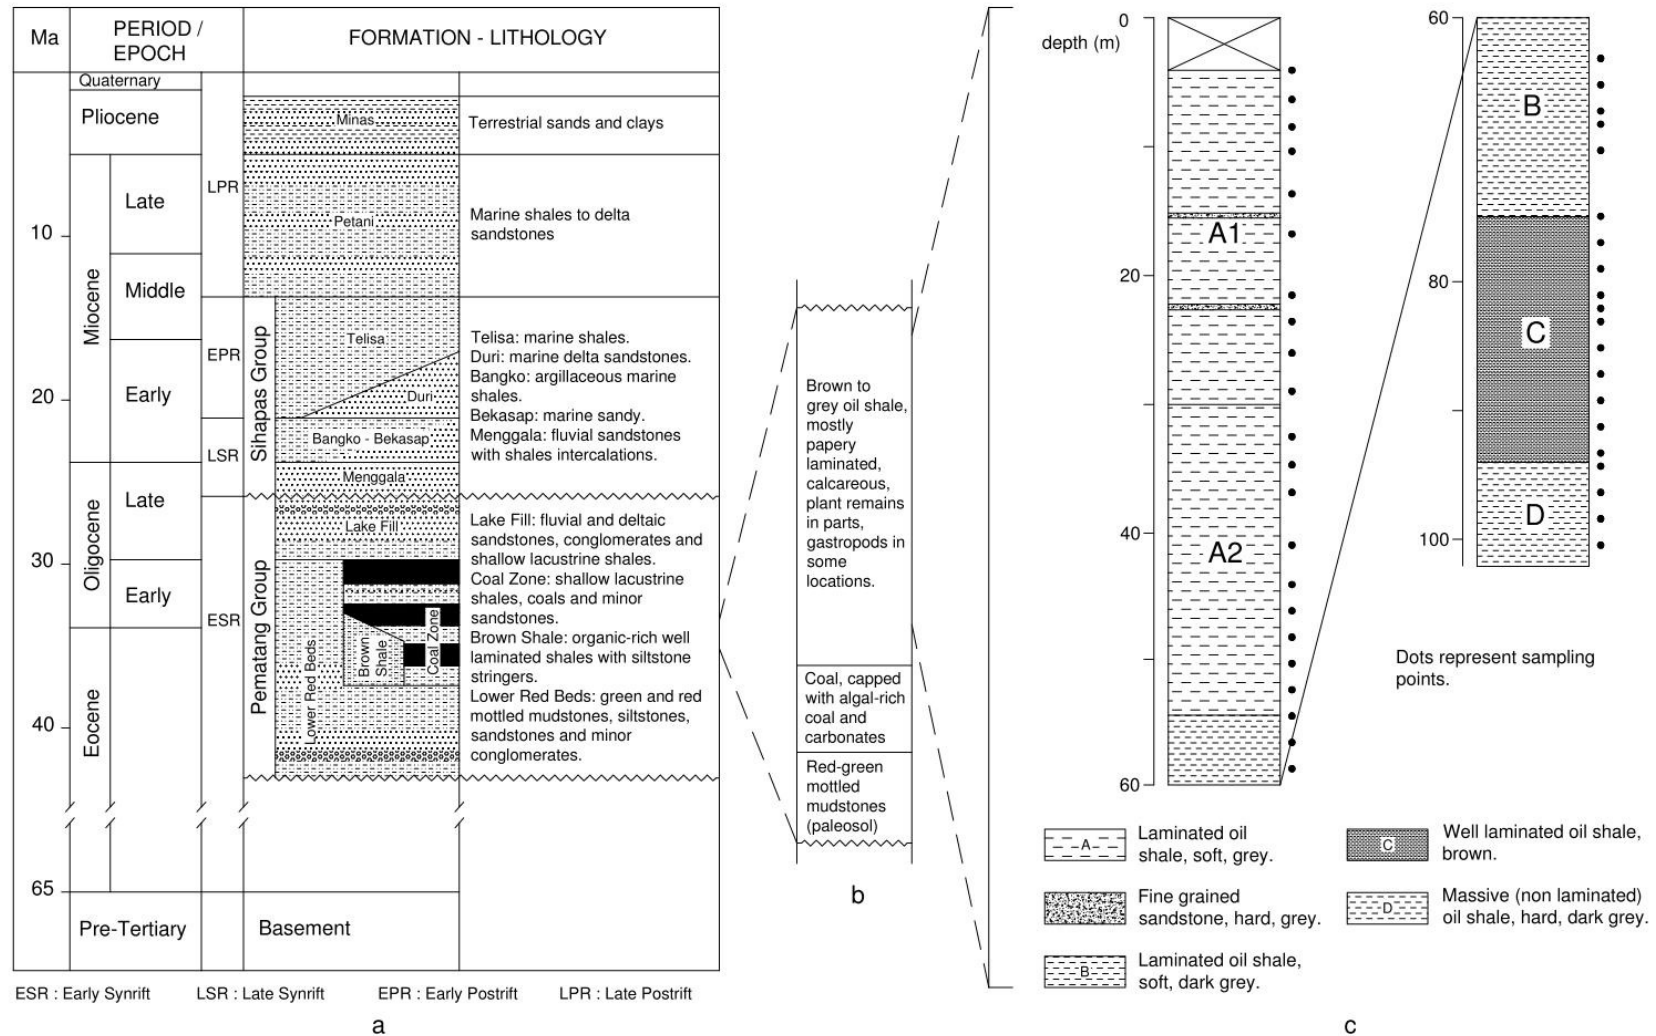 Ma
PERIOD /
EPOCH
FORMATION - LITHOLOGY
Quaternary
Pliocene
Minas
Terrestrial sands and clays
LPR
Late
Petani
Marine shales to delta
sandstones
10
Miocene
Middle
EPR
Sihapas Group
Telisa
Telisa: marine shales.
Duri: marine delta sandstones.
Bangko: argillaceous marine
shales.
Bekasap: marine sandy.
Menggala: fluvial sandstones
with shales intercalations.
20
Early
Duri
LSR
Bangko - Bekasap
Menggala
Oligocene
Late
Lake Fill
Lake Fill: fluvial and deltaic
sandstones, conglomerates and
shallow lacustrine shales.
Coal Zone: shallow lacustrine
shales, coals and minor
sandstones.
Brown Shale: organic-rich well
laminated shales with siltstone
stringers.
Lower Red Beds: green and red
mottled mudstones, siltstones,
sandstones and minor
conglomerates.
30
Early
ESR
Pematang Group
Lower Red Beds
Brown
Shale
Coal Zone
Eocene
40
65
Pre-Tertiary
Basement
ESR : Early Synrift
LSR : Late Synrift
EPR : Early Postrift
LPR : Late Postrift
a
Brown to
grey oil shale,
mostly
papery
laminated,
calcareous,
plant remains
in parts,
gastropods in
some
locations.
Coal, capped
with algal-rich
coal and
carbonates
Red-green
mottled
mudstones
(paleosol)
b
0
depth (m)
A1
20
40
A2
60
60
B
80
C
D
100
Dots represent sampling
points.
A
Laminated oil
shale, soft, grey.
Fine grained
sandstone, hard, grey.
B
Laminated oil shale,
soft, dark grey.
C
Well laminated oil shale,
brown.
D
Massive (non laminated)
oil shale, hard, dark grey.
c